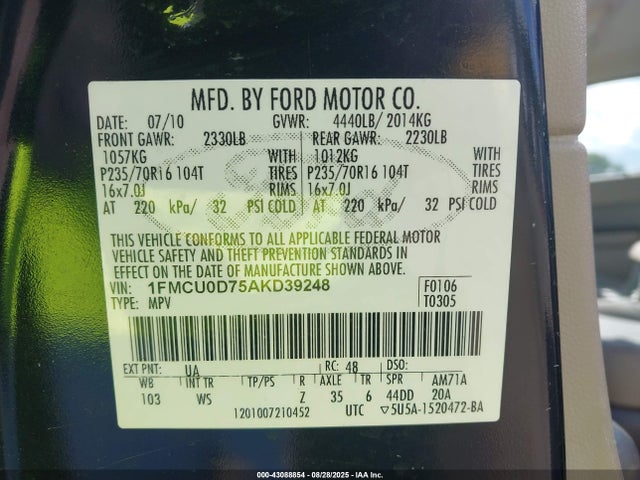 MFD. BY FORD MOTOR CO.
DATE: 07/10 GVWR: 4440LB/ 2014KG
FRONT GAWR: 2330LB REAR GAWR: 2230LB
1057KG WITH 1012KG WITH
P235/70R16 104T TIRES P235/70R16 104T TIRES
16x7.0J RIMS 16x7.0J RIMS
AT 220 kPa/ 32 PSI COLD AT 220 kPa/ 32 PSI COLD
THIS VEHICLE CONFORMS TO ALL APPLICABLE FEDERAL MOTOR
VEHICLE SAFETY AND THEFT PREVENTION STANDARDS IN
EFFECT ON THE DATE OF MANUFACTURE SHOWN ABOVE.
VIN: 1FMCU0D75AKD39248 F0106
TYPE: MPV T0305
EXT PNT: UA RC: 48 DSO:
WB INT TR TP/PS R AXLE TR SPR AM71A
103 WS Z 35 6 44DD 20A
1201007210452 UTC ▽5U5A-1520472-BA
000-43088854 - 08/28/2025 - IAA Inc.